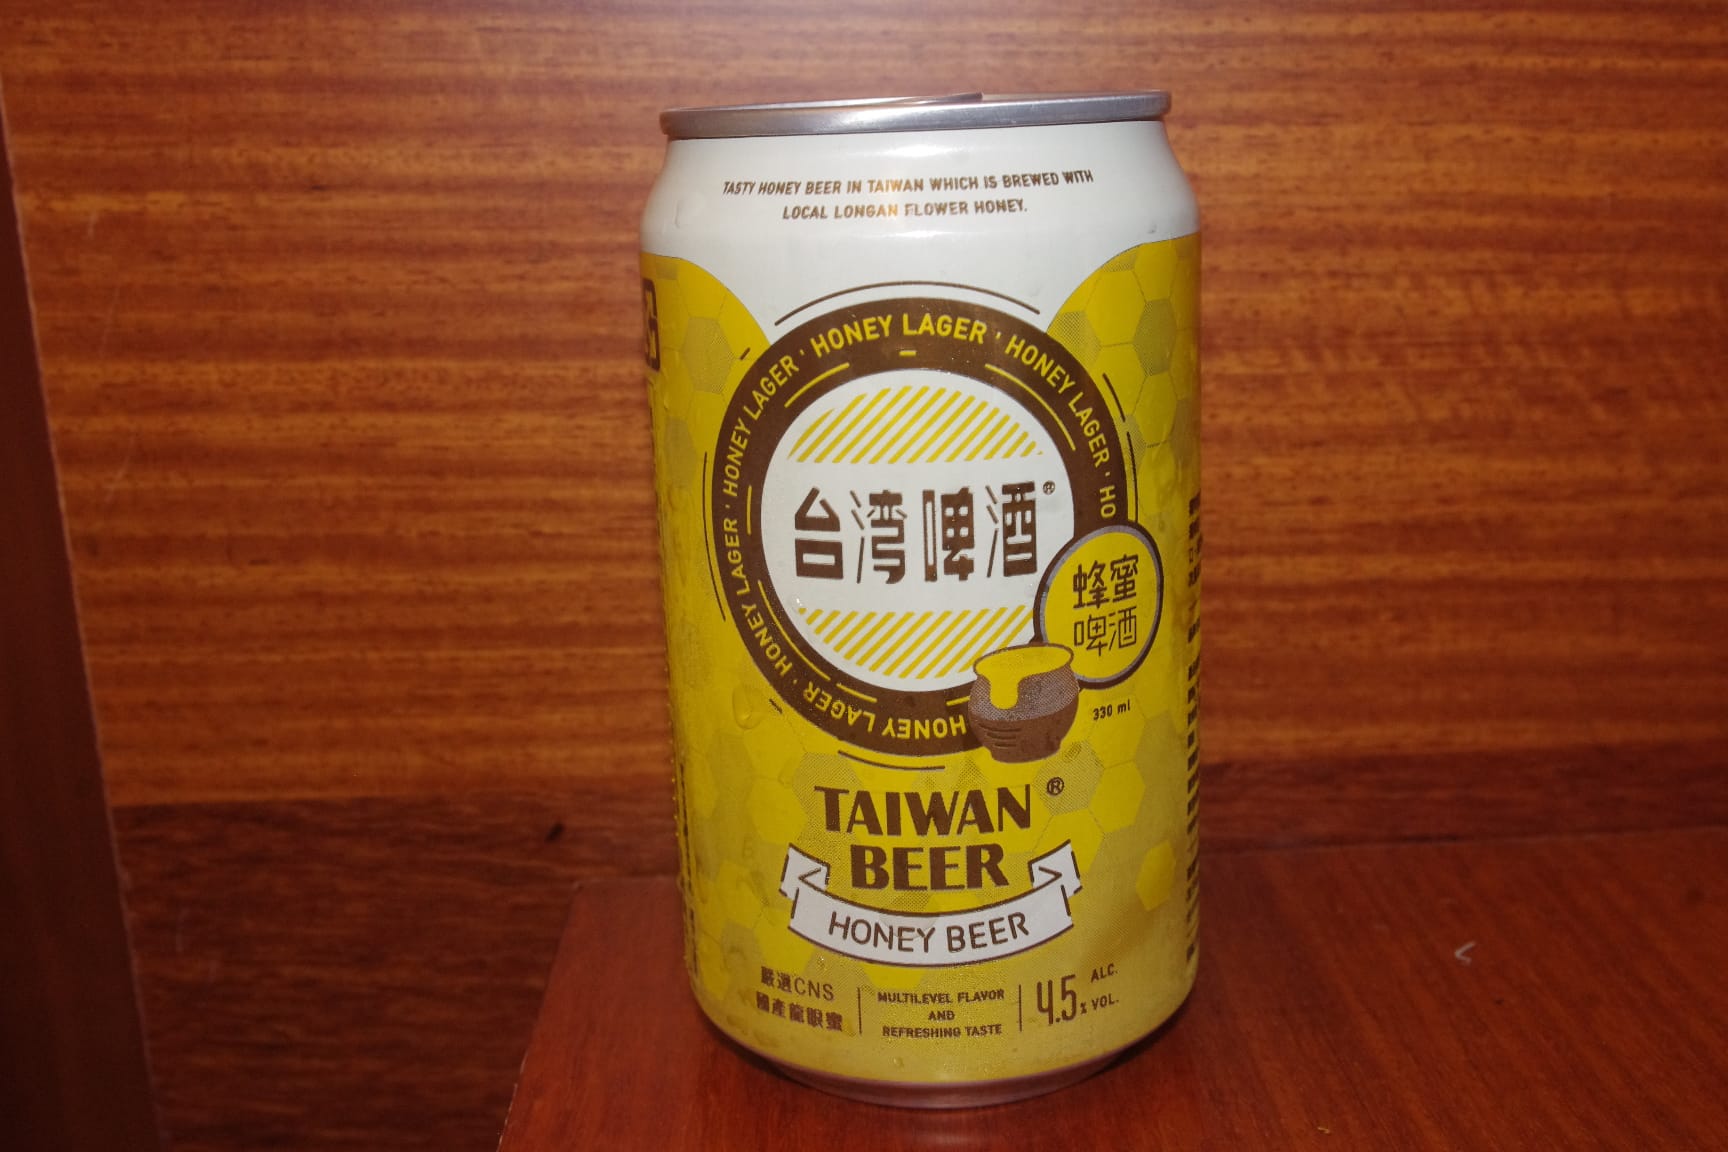 TASTY HONEY BEER IN TAIWAN WHICH IS BREWED WITH
LOCAL LONGAN FLOWER HONEY.
HONEY LAGER · HONEY LAGER · HO
HONEY LAGER · HONEY LAGER · HONEY LAGER · HONEY LAGER
台湾啤酒®
蜂蜜
啤酒
330 ml
TAIWAN ®
BEER
HONEY BEER
嚴選CNS
國產龍眼蜜
MULTILEVEL FLAVOR
AND
REFRESHING TASTE
4.5% ALC.
VOL.